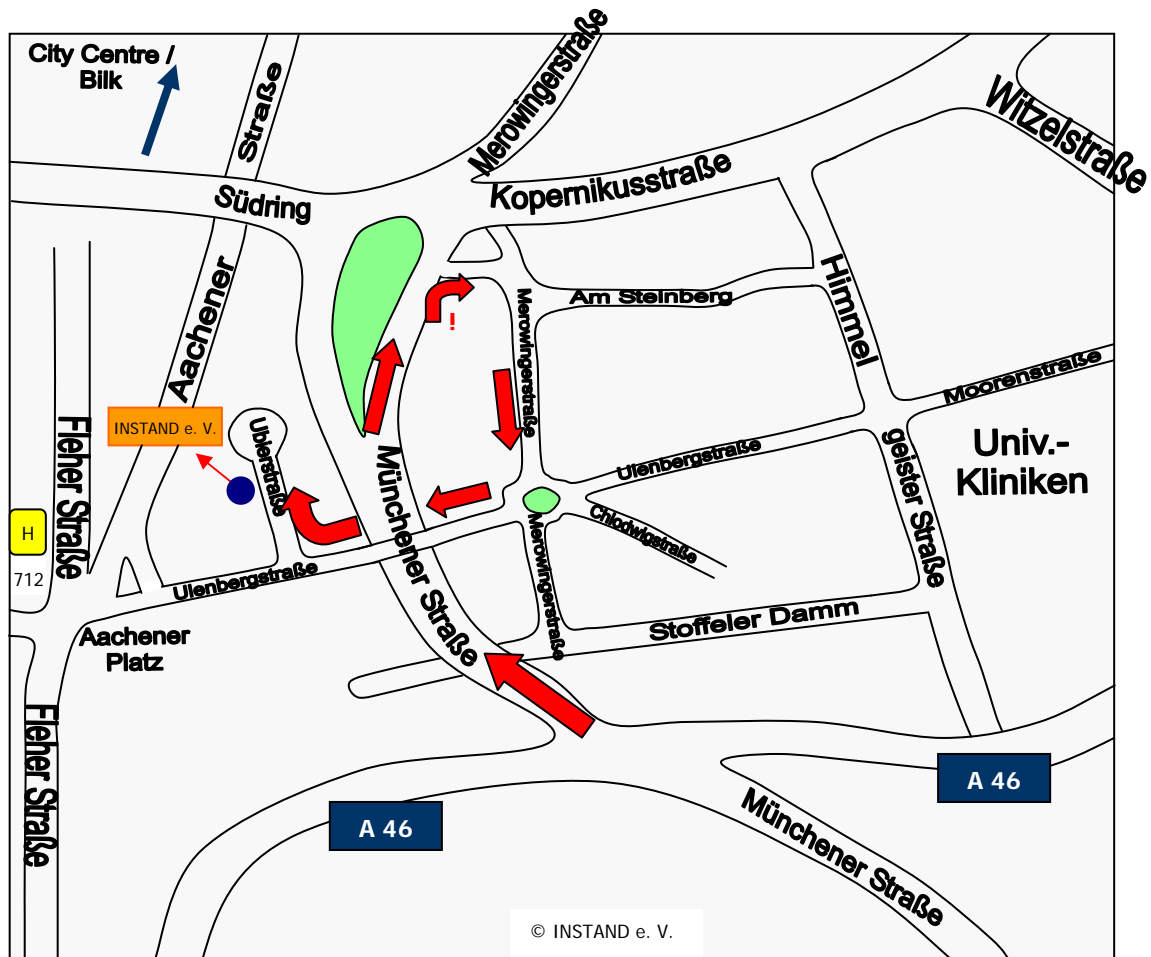 City Centre /
Bilk
Straße
Merowingerstraße
Witzelstraße
Südring
Kopernikusstraße
Aachener
Himmel
Am Steinberg
Merowingerstraße
Moorenstraße
INSTAND e. V.
Ubierstraße
Fleher Straße
Münchener Straße
Ulenbergstraße
geister Straße
Univ.-
Kliniken
H
712
Chlodwigstraße
Merowingerstraße
Ulenbergstraße
Stoffeler Damm
Aachener
Platz
Fleher Straße
A 46
A 46
Münchener Straße
!
© INSTAND e. V.